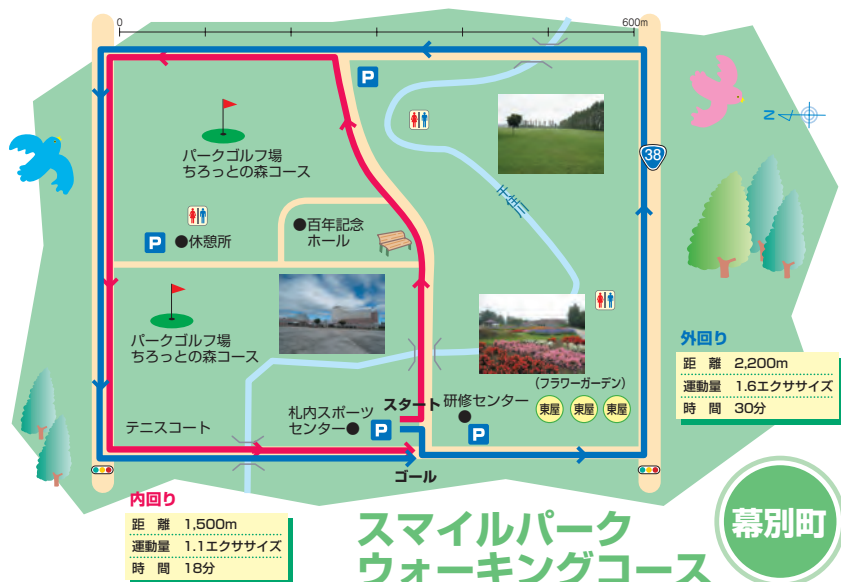 0
600m
P
38
N
パークゴルフ場
ちろっとの森コース
千住川
●百年記念
ホール
P ●休憩所
パークゴルフ場
ちろっとの森コース
外回り
距 離 2,200m
運動量 1.6エクササイズ
時 間 30分
(フラワーガーデン)
東屋 東屋 東屋
スタート
研修センター
●
P
札内スポーツ
センター● P
テニスコート
ゴール
内回り
距 離 1,500m
運動量 1.1エクササイズ
時 間 18分
スマイルパーク
ウォーキングコース
幕別町